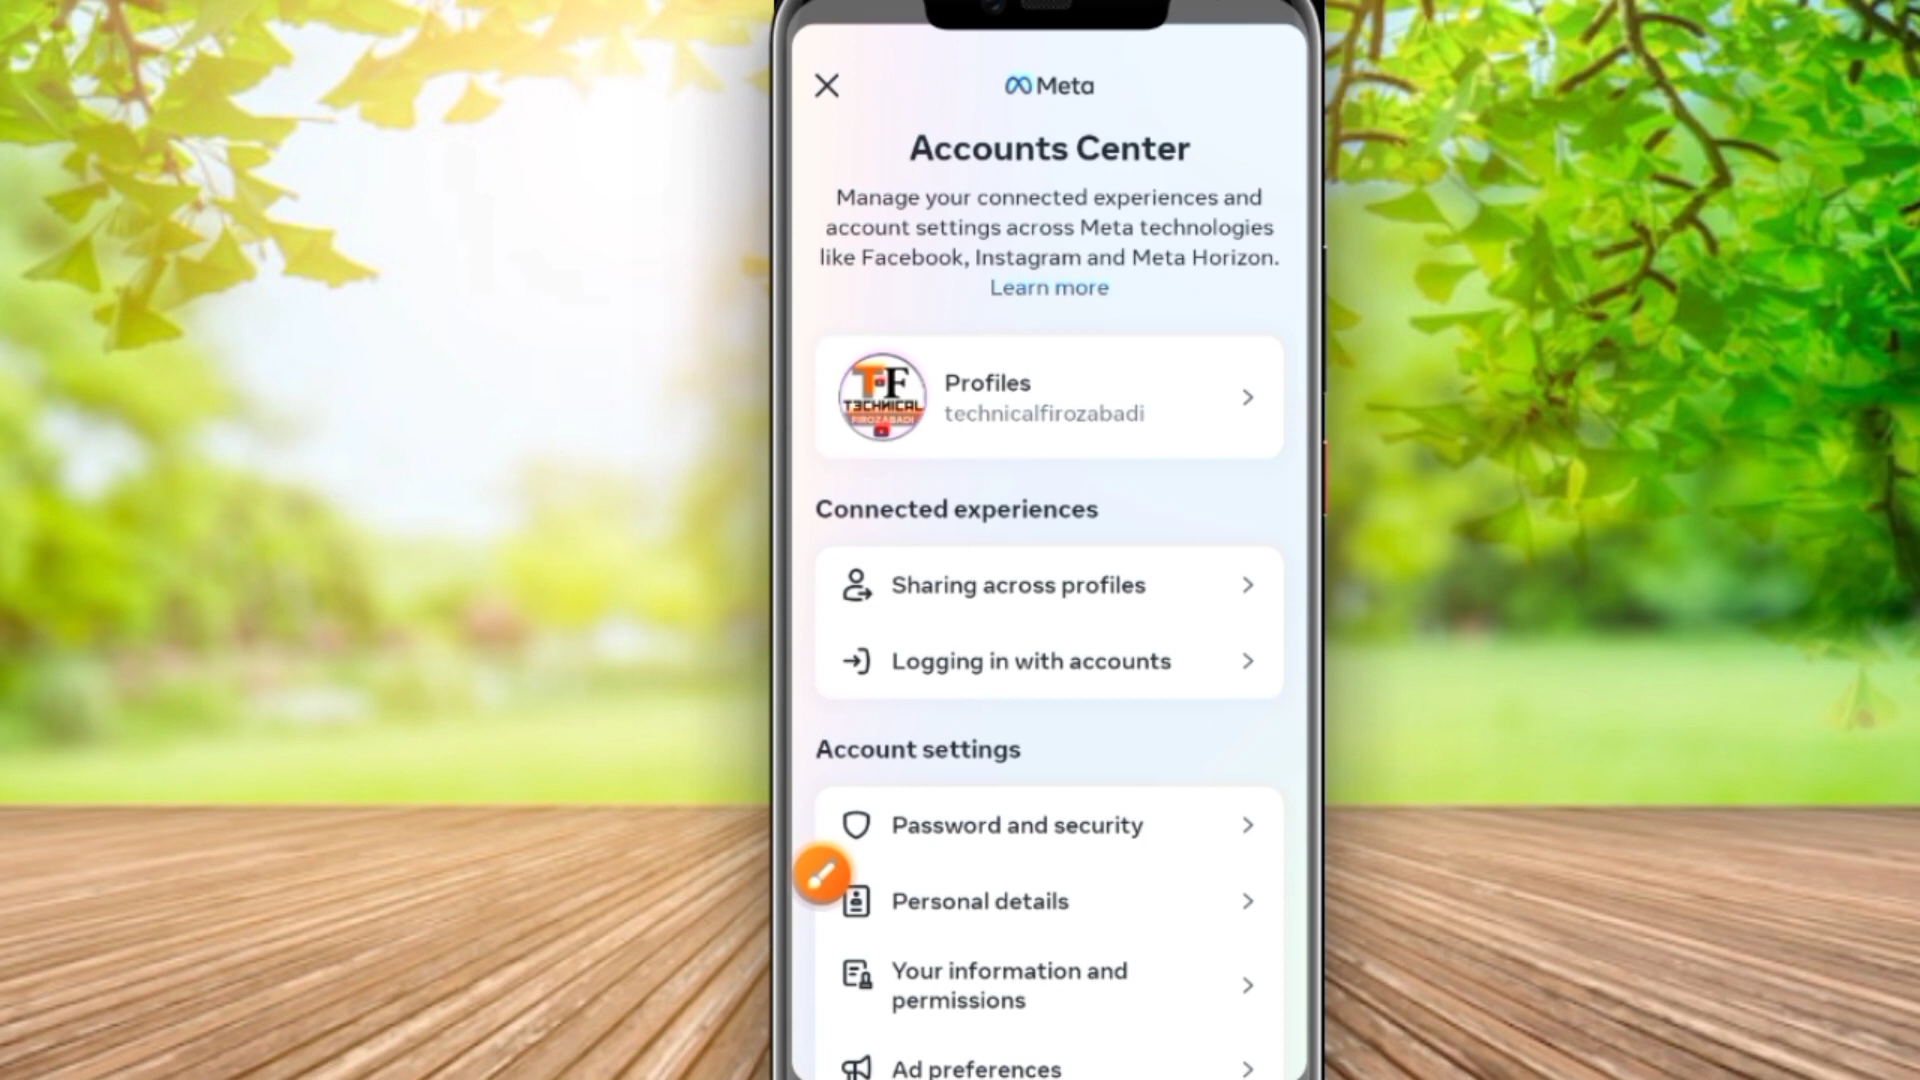 Meta
Accounts Center
Manage your connected experiences and
account settings across Meta technologies
like Facebook, Instagram and Meta Horizon.
Learn more
TF
TECHNICAL
FIROZABADI
Profiles
technicalfirozabadi
Connected experiences
Sharing across profiles
Logging in with accounts
Account settings
Password and security
Personal details
Your information and
permissions
Ad preferences